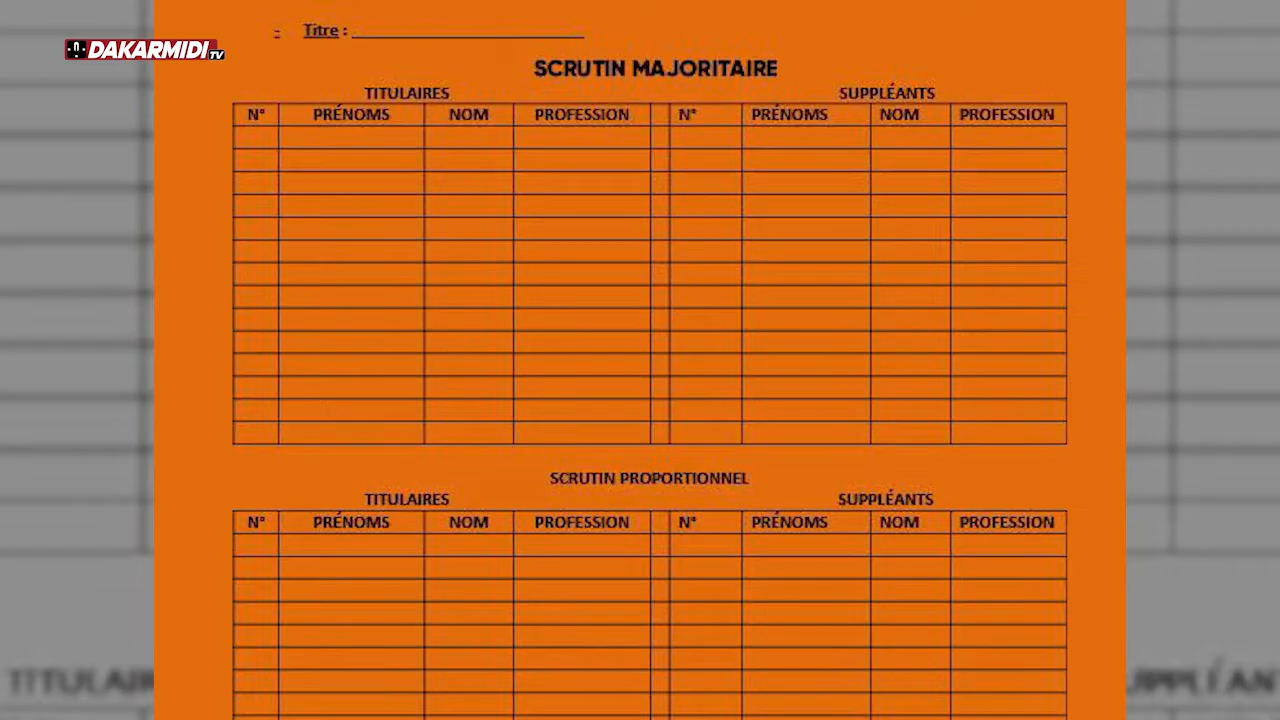 DAKARMIDI TV
- Titre :
SCRUTIN MAJORITAIRE
TITULAIRES SUPPLÉANTS
N° PRÉNOMS NOM PROFESSION N° PRÉNOMS NOM PROFESSION
SCRUTIN PROPORTIONNEL
TITULAIRES SUPPLÉANTS
N° PRÉNOMS NOM PROFESSION N° PRÉNOMS NOM PROFESSION